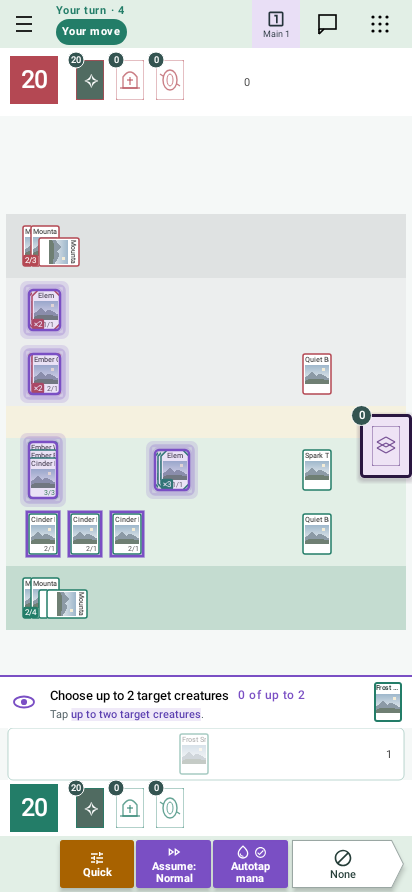 Your turn · 4
Your move
1
Main 1
20
20
0
0
0
M Mounta
2/3
Mounta
Elem
×2 1/1
Ember
×2 2/1
Quiet B
0
Ember
Cinder
3/3
Elem
×3 1/1
Spark T
Cinder
2/1
Cinder
2/1
Cinder
2/1
Quiet B
M Mounta
2/4
Mounta
Choose up to 2 target creatures 0 of up to 2
Tap up to two target creatures.
Frost ...
Frost S
1
20
20
0
0
Quick
Assume:
Normal
Autotap
mana
None